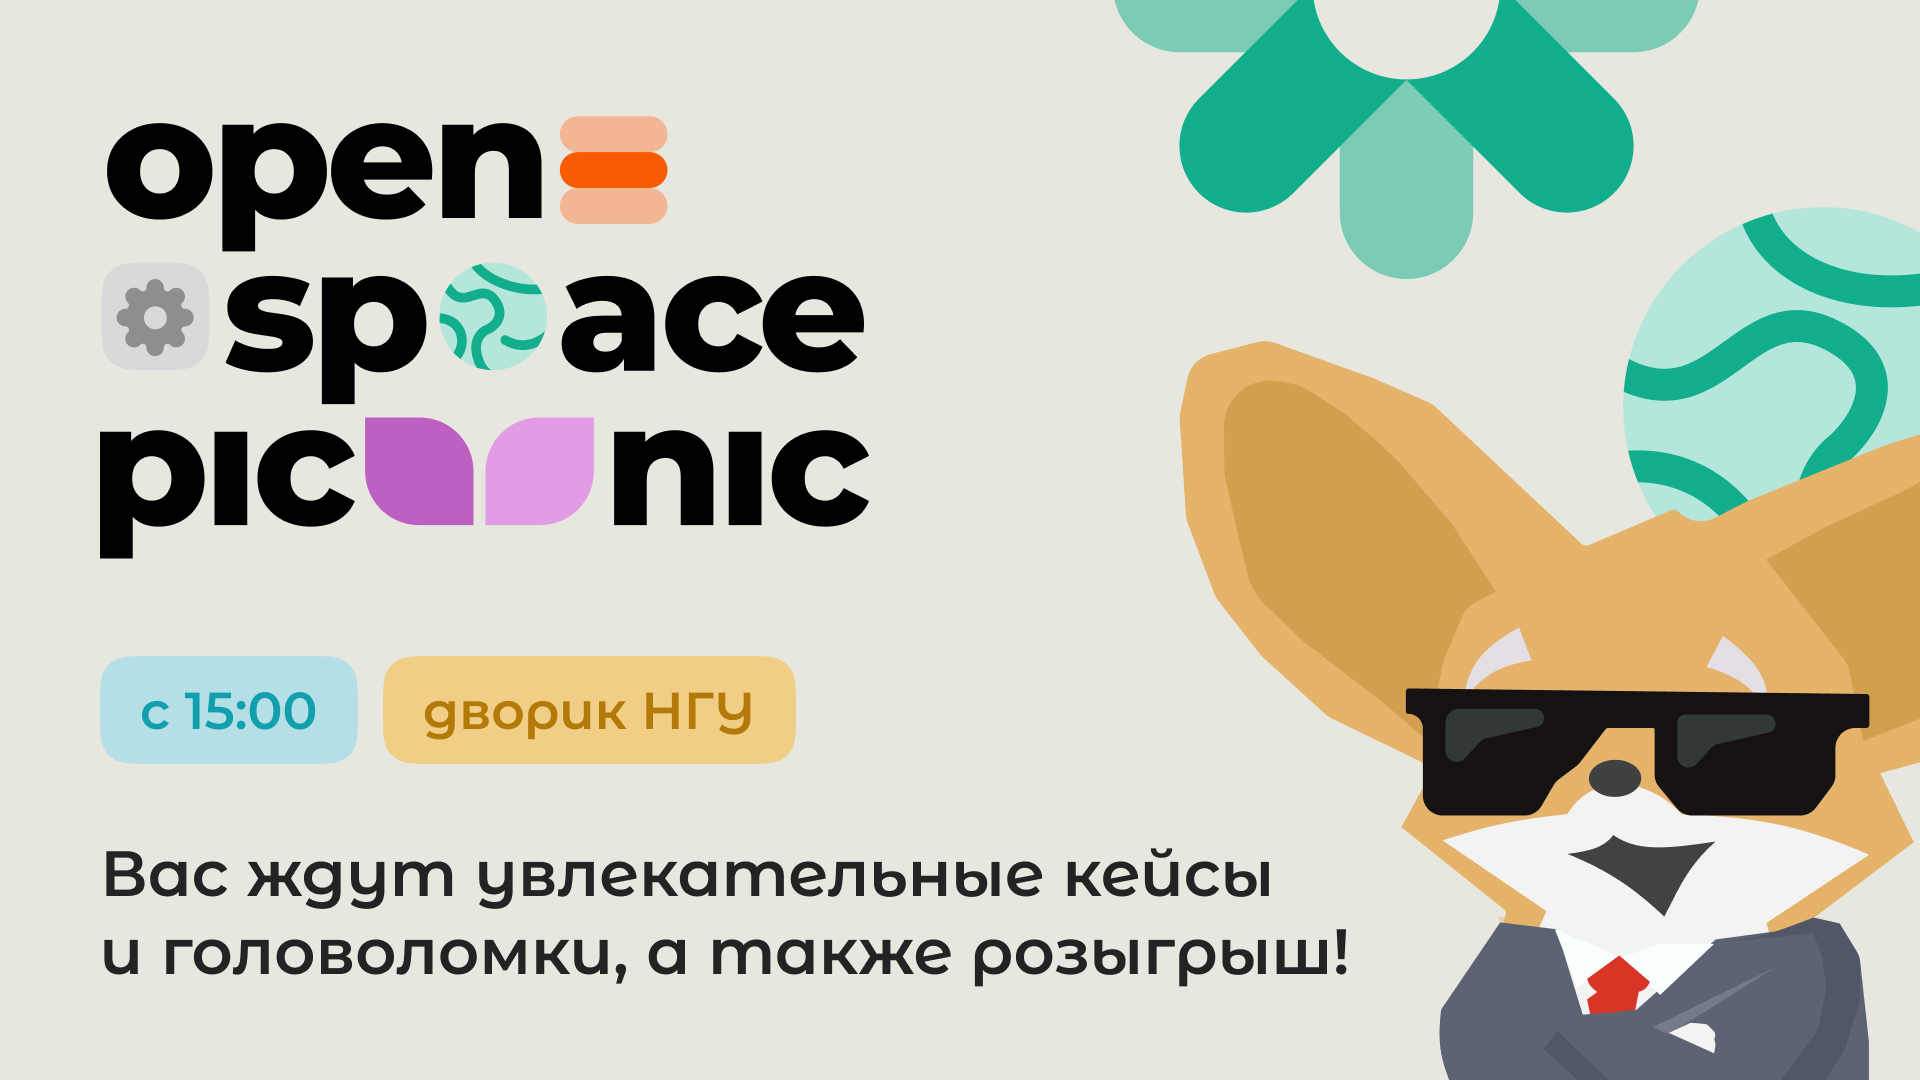 open
space
picnic
с 15:00
дворик НГУ
Вас ждут увлекательные кейсы
и головоломки, а также розыгрыш!